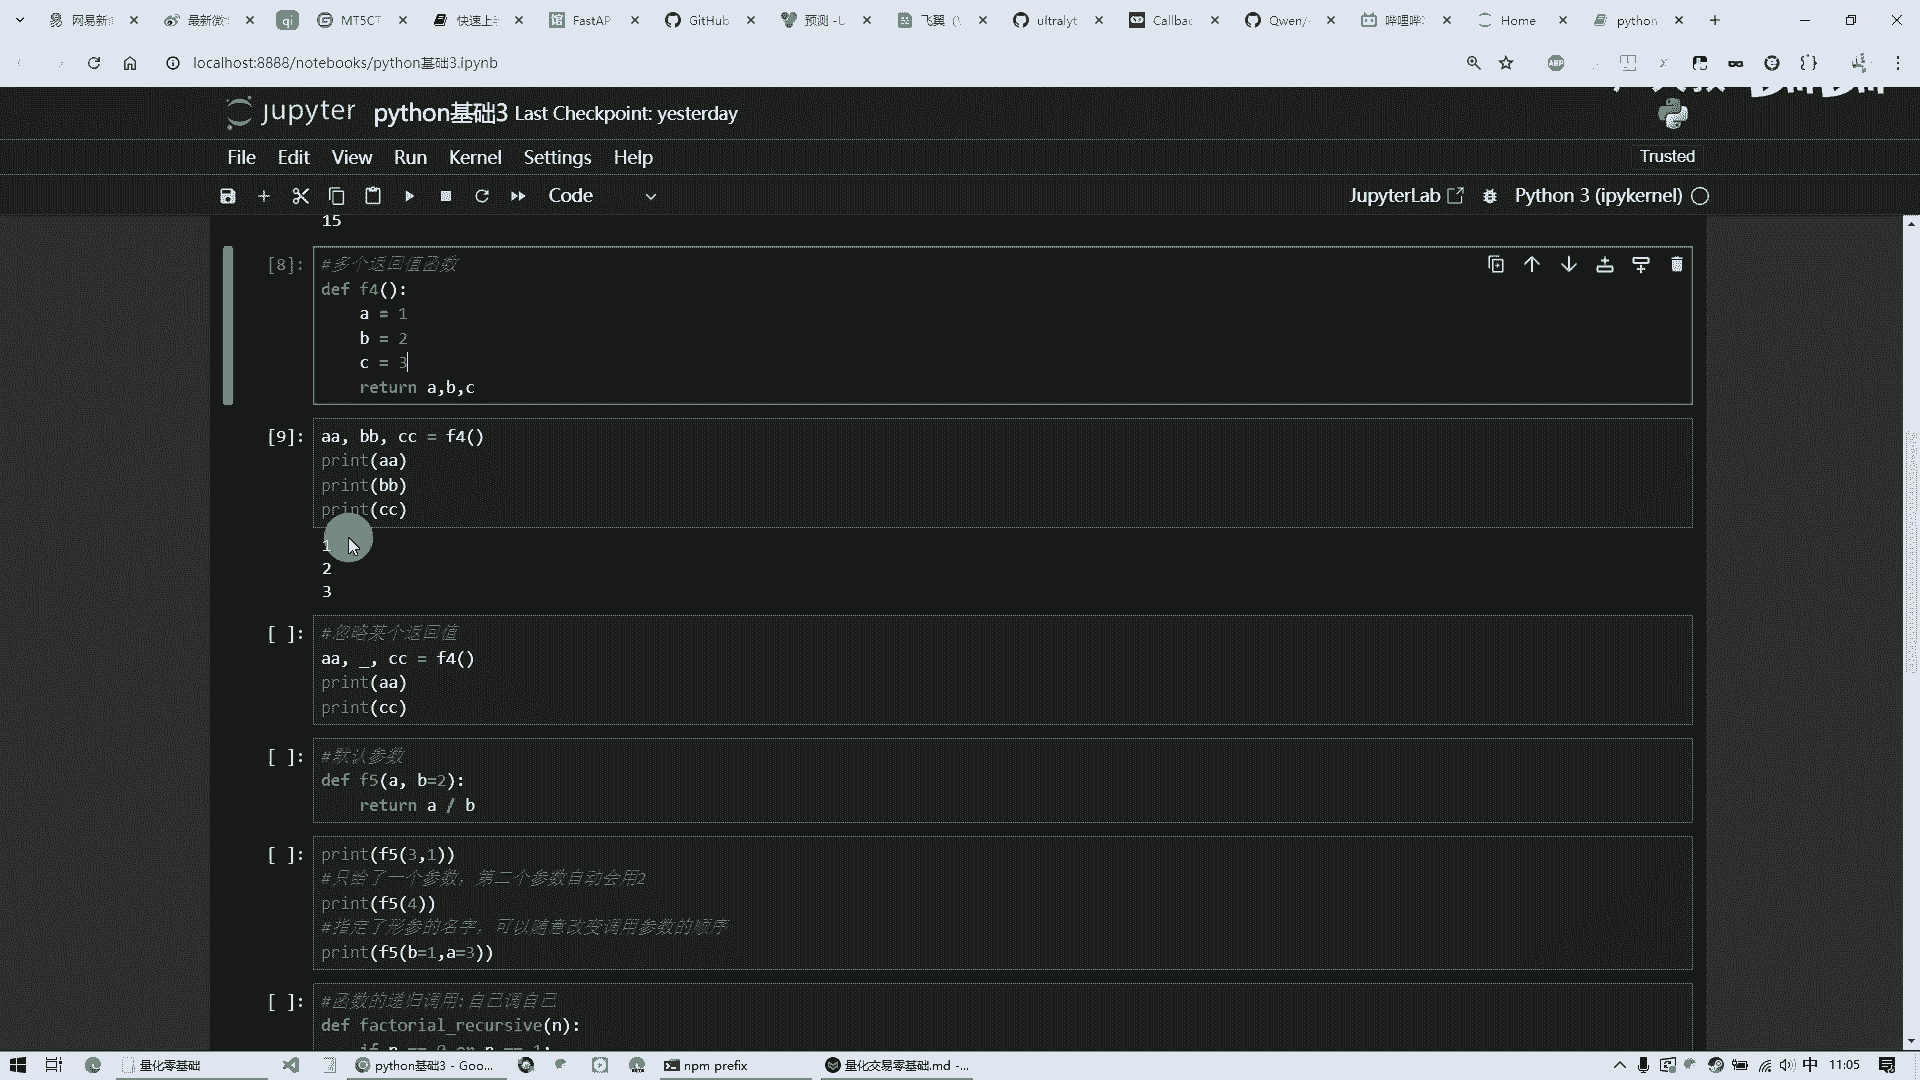 网易新
最新微
qi
MT5CT
快速上
FastAP
GitHub
预测 -U
飞翼
ultralyt
Callbac
Qwen/
哔哩哔
Home
python
localhost:8888/notebooks/python基础3.ipynb
ABP
jupyter python基础3 Last Checkpoint: yesterday
File Edit View Run Kernel Settings Help
Trusted
Code
JupyterLab
Python 3 (ipykernel)
15
[8]:
#多个返回值函数
def f4():
a = 1
b = 2
c = 3
return a,b,c
[9]:
aa, bb, cc = f4()
print(aa)
print(bb)
print(cc)
1
2
3
[ ]:
#忽略某个返回值
aa, _, cc = f4()
print(aa)
print(cc)
[ ]:
#默认参数
def f5(a, b=2):
return a / b
[ ]:
print(f5(3,1))
#只给了一个参数，第二个参数自动会用2
print(f5(4))
#指定了形参的名字，可以随意改变调用参数的顺序
print(f5(b=1,a=3))
[ ]:
#函数的递归调用:自己调自己
def factorial_recursive(n):
if n == 0 or n == 1:
量化零基础
python基础3 - Goo...
npm prefix
量化交易零基础.md -...
中
11:05